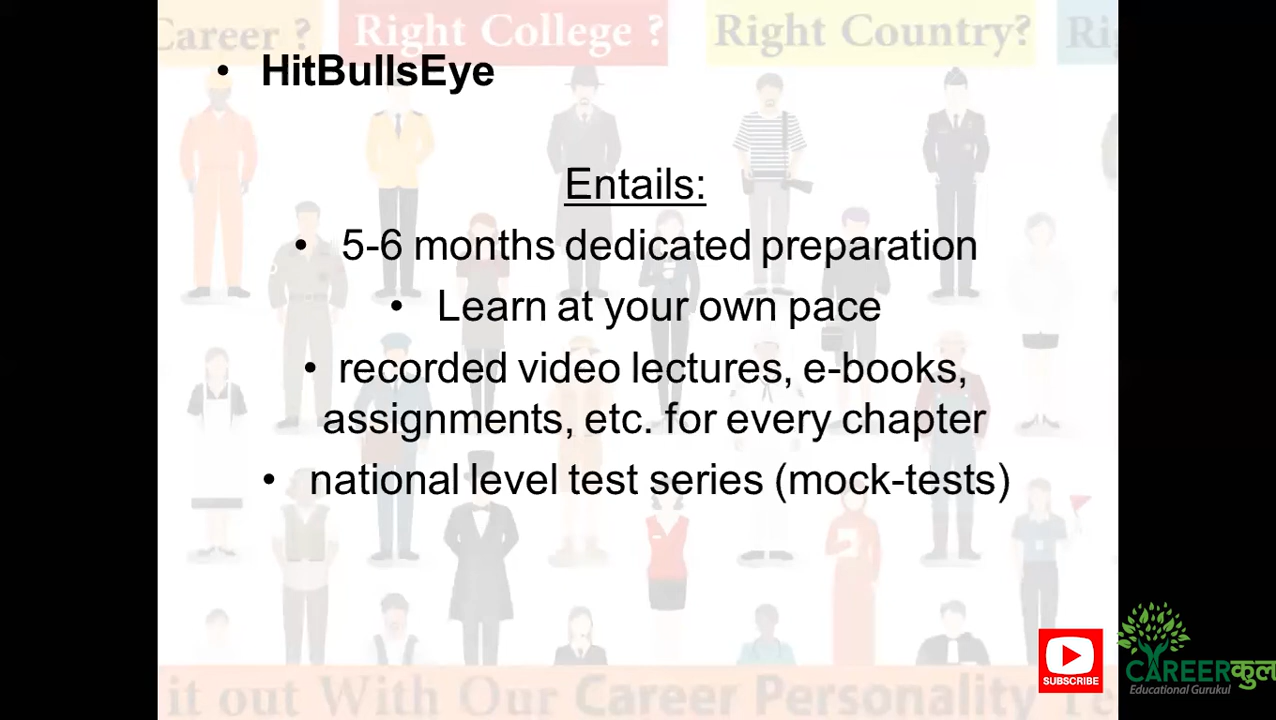 Career ?
Right College ?
Right Country?
• HitBullsEye
Entails:
• 5-6 months dedicated preparation
• Learn at your own pace
• recorded video lectures, e-books,
assignments, etc. for every chapter
• national level test series (mock-tests)
SUBSCRIBE
CAREERकुल
Educational Gurukul
it out With our Career Personality